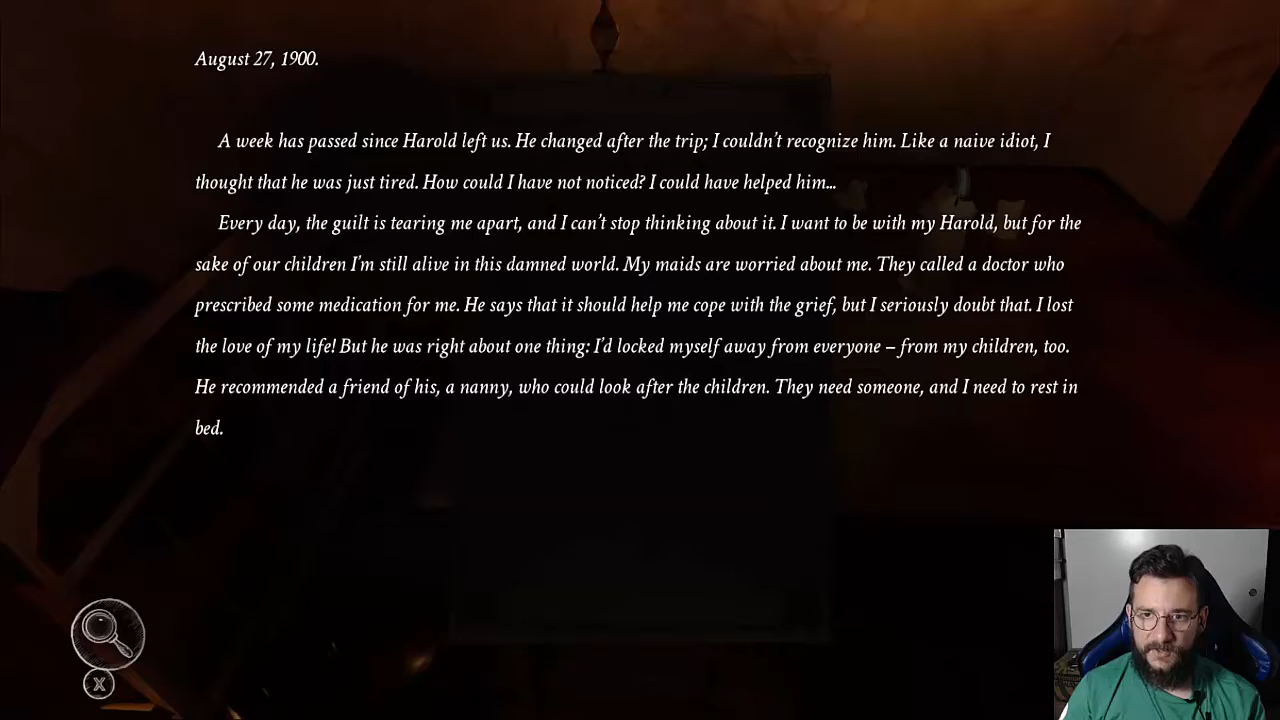 August 27, 1900.
A week has passed since Harold left us. He changed after the trip; I couldn't recognize him. Like a naive idiot, I
thought that he was just tired. How could I have not noticed? I could have helped him...
Every day, the guilt is tearing me apart, and I can't stop thinking about it. I want to be with my Harold, but for the
sake of our children I'm still alive in this damned world. My maids are worried about me. They called a doctor who
prescribed some medication for me. He says that it should help me cope with the grief, but I seriously doubt that. I lost
the love of my life! But he was right about one thing: I'd locked myself away from everyone – from my children, too.
He recommended a friend of his, a nanny, who could look after the children. They need someone, and I need to rest in
bed.
X